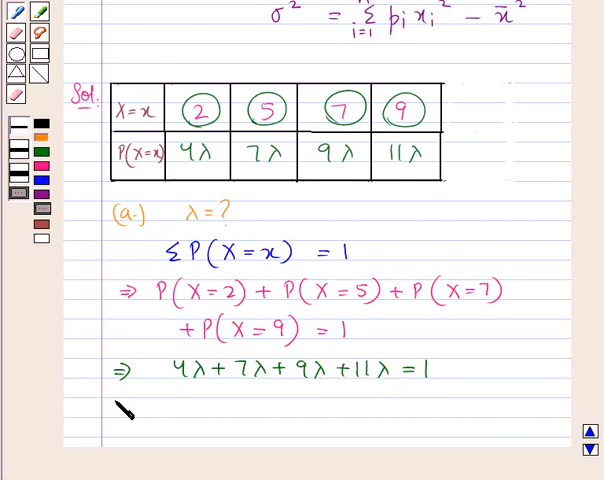 σ² = Σ i=1 pᵢ xᵢ² − x̄²
Sol.
X=x 2 5 7 9
P(X=x) 4λ 7λ 9λ 11λ
(a.) λ = ?
ΣP(X=x) = 1
⇒ P(X=2) + P(X=5) + P(X=7)
+ P(X=9) = 1
⇒ 4λ + 7λ + 9λ + 11λ = 1